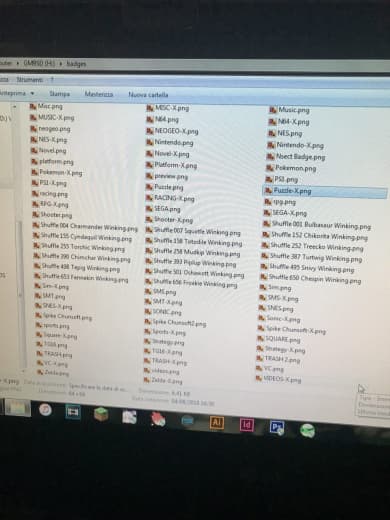 GM9SD (H:) ▸ badges
Strumenti ?
Anteprima Stampa Masterizza Nuova cartella
Misc.png MISC-X.png Music.png
MUSIC-X.png N64.png N64-X.png
neogeo.png NEOGEO-X.png NES.png
NES-X.png Nintendo.png Nintendo-X.png
Novel.png Novel-X.png Nsect Badge.png
platform.png Platform-X.png Pokemon.png
Pokemon-X.png preview.png PS1.png
PS1-X.png Puzzle.png Puzzle-X.png
racing.png RACING-X.png rpg.png
RPG-X.png SEGA.png SEGA-X.png
Shooter.png Shooter-X.png Shuffle 001 Bulbasaur Winking.png
Shuffle 004 Charmander Winking.png Shuffle 007 Squirtle Winking.png Shuffle 152 Chikorita Winking.png
Shuffle 155 Cyndaquil Winking.png Shuffle 158 Totodile Winking.png Shuffle 252 Treecko Winking.png
Shuffle 255 Torchic Winking.png Shuffle 258 Mudkip Winking.png Shuffle 387 Turtwig Winking.png
Shuffle 390 Chimchar Winking.png Shuffle 393 Piplup Winking.png Shuffle 495 Snivy Winking.png
Shuffle 498 Tepig Winking.png Shuffle 501 Oshawott Winking.png Shuffle 650 Chespin Winking.png
Shuffle 653 Fennekin Winking.png Shuffle 656 Froakie Winking.png Sim.png
Sim-X.png SMS.png SMS-X.png
SMT.png SMT-X.png SNES.png
SNES-X.png SONIC.png Sonic-X.png
Spike Chunsoft.png Spike Chunsoft2.png Spike Chunsoft-X.png
sports.png Sports-X.png SQUARE.png
Square-X.png Strategy.png Strategy-X.png
TG16.png TG16-X.png TRASH 2.png
TRASH.png TRASH-X.png VC.png
VC-X.png videos.png VIDEOS-X.png
Zelda.png Zelda-X.png
Ai Id Ps